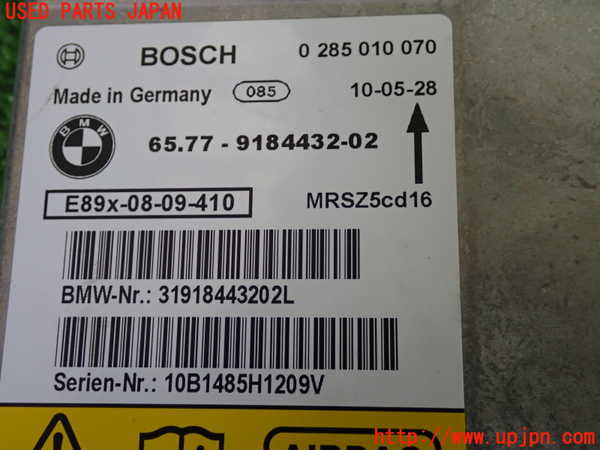 USED PARTS JAPAN
BOSCH 0 285 010 070
Made in Germany 085 10-05-28
BMW 65.77 - 9184432-02
E89x-08-09-410 MRSZ5cd16
BMW-Nr.: 31918443202L
Serien-Nr.: 10B1485H1209V
AIRBAG
www.upjpn.com